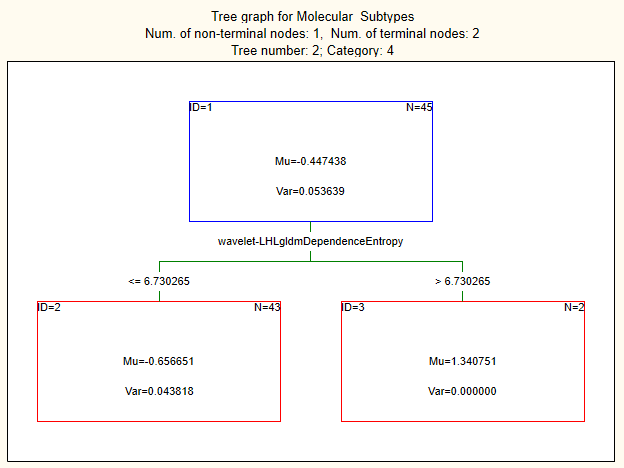 Tree graph for Molecular  Subtypes
Num. of non-terminal nodes: 1,  Num. of terminal nodes: 2
Tree number: 2; Category: 4
ID=1 N=45
Mu=-0.447438
Var=0.053639
wavelet-LHLgldmDependenceEntropy
<= 6.730265 > 6.730265
ID=2 N=43 ID=3 N=2
Mu=-0.656651 Mu=1.340751
Var=0.043818 Var=0.000000